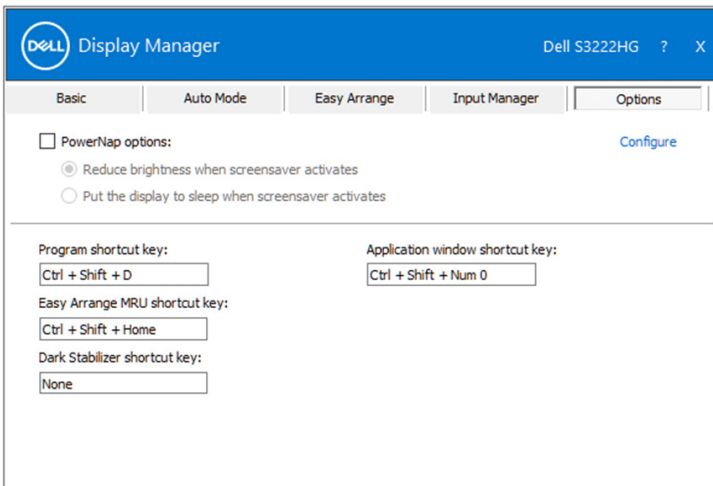 DELL Display Manager Dell S3222HG ? X
Basic Auto Mode Easy Arrange Input Manager Options
PowerNap options: Configure
Reduce brightness when screensaver activates
Put the display to sleep when screensaver activates
Program shortcut key: Application window shortcut key:
Ctrl + Shift + D Ctrl + Shift + Num 0
Easy Arrange MRU shortcut key:
Ctrl + Shift + Home
Dark Stabilizer shortcut key:
None